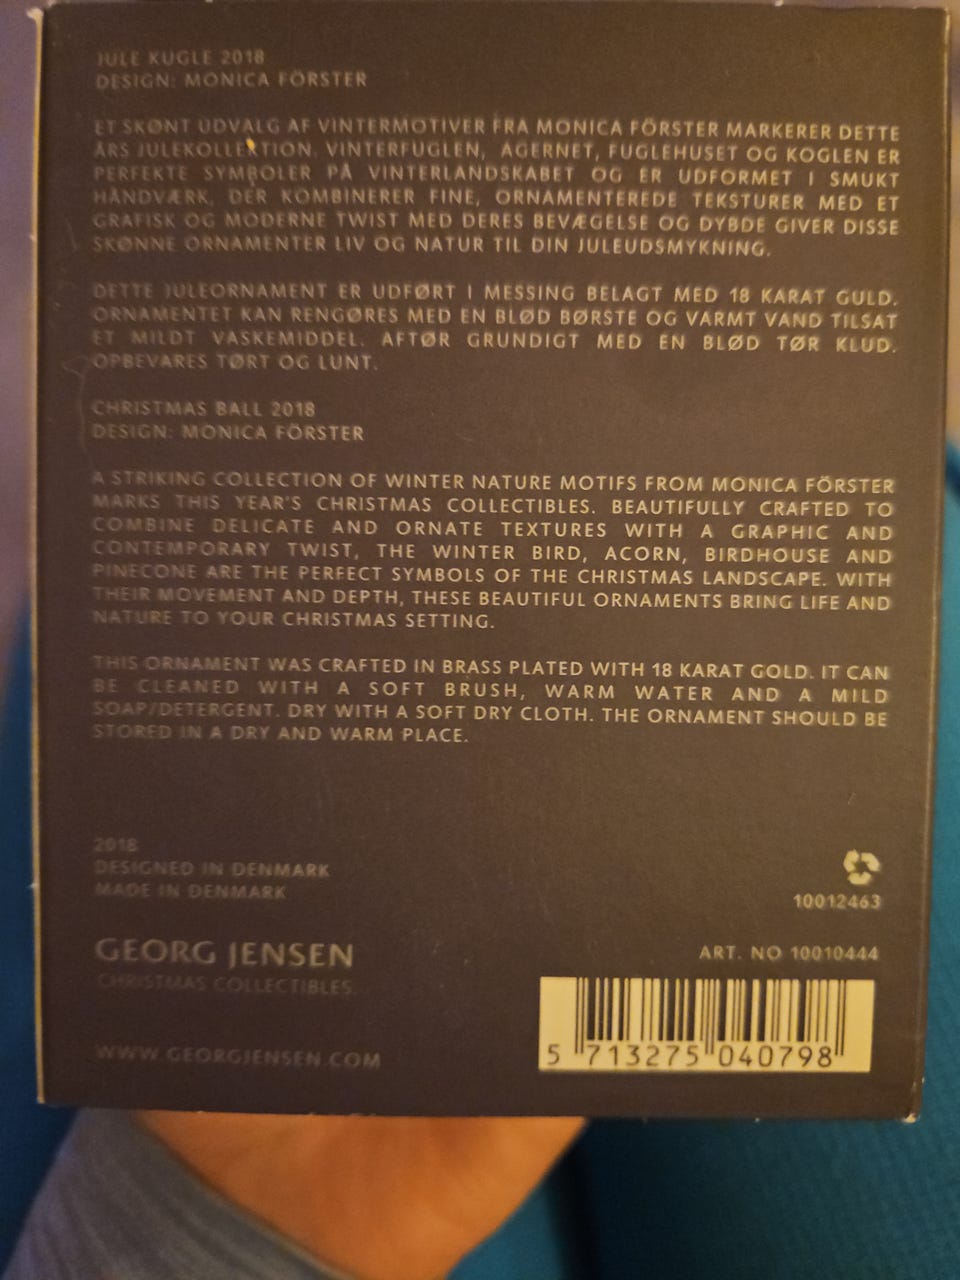 JULE KUGLE 2018
DESIGN: MONICA FÖRSTER
ET SKØNT UDVALG AF VINTERMOTIVER FRA MONICA FÖRSTER MARKERER DETTE
ÅRS JULEKOLLEKTION. VINTERFUGLEN, AGERNET, FUGLEHUSET OG KOGLEN ER
PERFEKTE SYMBOLER PÅ VINTERLANDSKABET OG ER UDFORMET I SMUKT
HÅNDVÆRK, DER KOMBINERER FINE, ORNAMENTEREDE TEKSTURER MED ET
GRAFISK OG MODERNE TWIST MED DERES BEVÆGELSE OG DYBDE GIVER DISSE
SKØNNE ORNAMENTER LIV OG NATUR TIL DIN JULEUDSMYKNING.
DETTE JULEORNAMENT ER UDFØRT I MESSING BELAGT MED 18 KARAT GULD.
ORNAMENTET KAN RENGØRES MED EN BLØD BØRSTE OG VARMT VAND TILSAT
ET MILDT VASKEMIDDEL. AFTØR GRUNDIGT MED EN BLØD TØR KLUD.
OPBEVARES TØRT OG LUNT.
CHRISTMAS BALL 2018
DESIGN: MONICA FÖRSTER
A STRIKING COLLECTION OF WINTER NATURE MOTIFS FROM MONICA FÖRSTER
MARKS THIS YEAR'S CHRISTMAS COLLECTIBLES. BEAUTIFULLY CRAFTED TO
COMBINE DELICATE AND ORNATE TEXTURES WITH A GRAPHIC AND
CONTEMPORARY TWIST, THE WINTER BIRD, ACORN, BIRDHOUSE AND
PINECONE ARE THE PERFECT SYMBOLS OF THE CHRISTMAS LANDSCAPE. WITH
THEIR MOVEMENT AND DEPTH, THESE BEAUTIFUL ORNAMENTS BRING LIFE AND
NATURE TO YOUR CHRISTMAS SETTING.
THIS ORNAMENT WAS CRAFTED IN BRASS PLATED WITH 18 KARAT GOLD. IT CAN
BE CLEANED WITH A SOFT BRUSH, WARM WATER AND A MILD
SOAP/DETERGENT. DRY WITH A SOFT DRY CLOTH. THE ORNAMENT SHOULD BE
STORED IN A DRY AND WARM PLACE.
2018
DESIGNED IN DENMARK
MADE IN DENMARK
10012463
GEORG JENSEN
CHRISTMAS COLLECTIBLES
ART. NO 10010444
WWW.GEORGJENSEN.COM
5 713275 040798